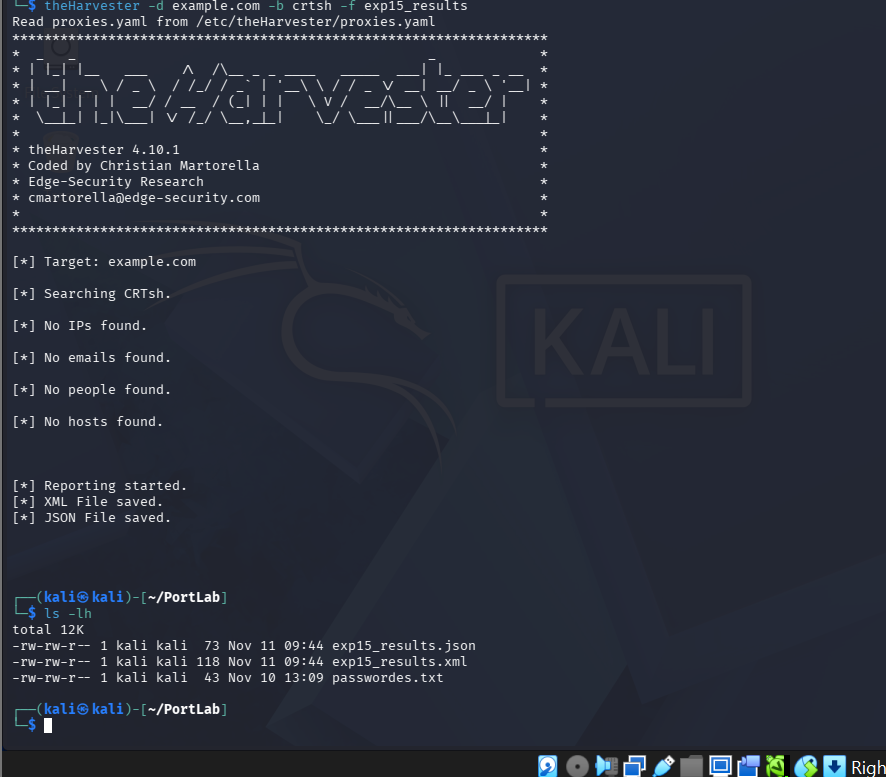 └─$ theHarvester -d example.com -b crtsh -f exp15_results
Read proxies.yaml from /etc/theHarvester/proxies.yaml
*******************************************************************
*                                                                 *
* theHarvester                                                    *
*                                                                 *
* theHarvester 4.10.1                                             *
* Coded by Christian Martorella                                   *
* Edge-Security Research                                          *
* cmartorella@edge-security.com                                   *
*                                                                 *
*******************************************************************
[*] Target: example.com
[*] Searching CRTsh.
[*] No IPs found.
[*] No emails found.
[*] No people found.
[*] No hosts found.
[*] Reporting started.
[*] XML File saved.
[*] JSON File saved.
┌──(kali㉿kali)-[~/PortLab]
└─$ ls -lh
total 12K
-rw-rw-r-- 1 kali kali  73 Nov 11 09:44 exp15_results.json
-rw-rw-r-- 1 kali kali 118 Nov 11 09:44 exp15_results.xml
-rw-rw-r-- 1 kali kali  43 Nov 10 13:09 passwordes.txt
┌──(kali㉿kali)-[~/PortLab]
└─$
KALI
Righ